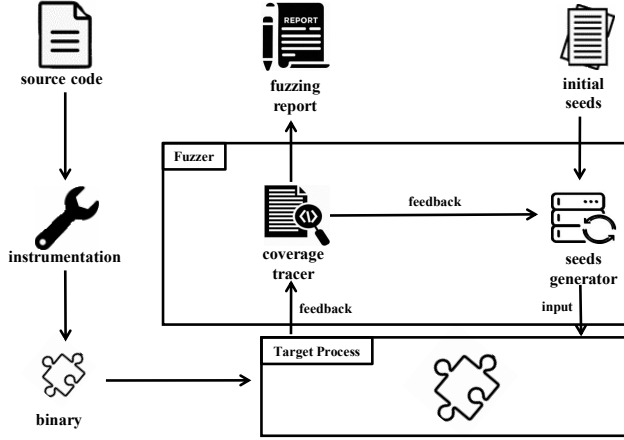 REPORT
source code
fuzzing
report
initial
seeds
Fuzzer
feedback
instrumentation
coverage
tracer
seeds
generator
feedback
input
Target Process
binary